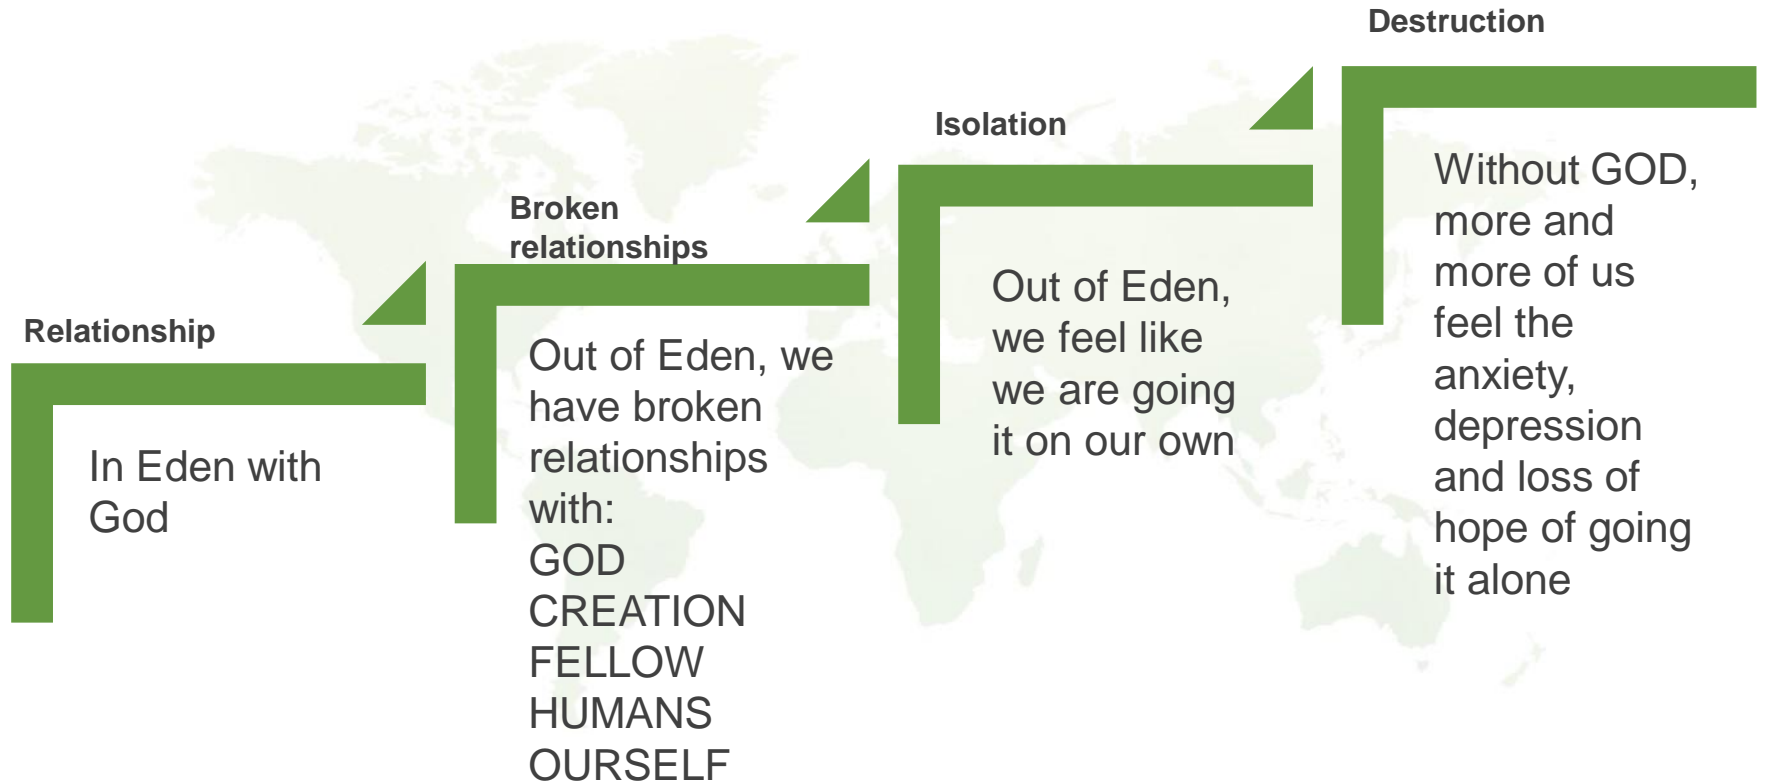 Relationship
In Eden with
God
Broken
relationships
Out of Eden, we
have broken
relationships
with:
GOD
CREATION
FELLOW
HUMANS
OURSELF
Isolation
Out of Eden,
we feel like
we are going
it on our own
Destruction
Without GOD,
more and
more of us
feel the
anxiety,
depression
and loss of
hope of going
it alone